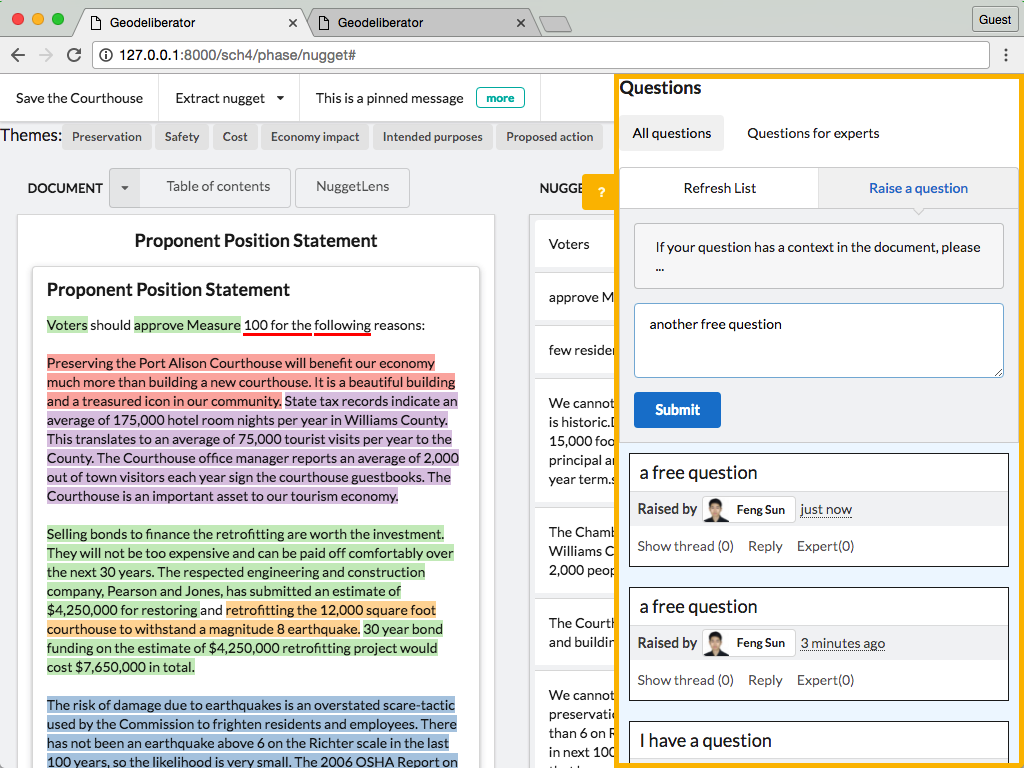 Geodeliberator
Geodeliberator
Guest
127.0.0.1:8000/sch4/phase/nugget#
Save the Courthouse
Extract nugget
This is a pinned message
more
Themes:
Preservation
Safety
Cost
Economy impact
Intended purposes
Proposed action
DOCUMENT
Table of contents
NuggetLens
Proponent Position Statement
Proponent Position Statement
Voters should approve Measure 100 for the following reasons:
Preserving the Port Alison Courthouse will benefit our economy
much more than building a new courthouse. It is a beautiful building
and a treasured icon in our community. State tax records indicate an
average of 175,000 hotel room nights per year in Williams County.
This translates to an average of 75,000 tourist visits per year to the
County. The Courthouse office manager reports an average of 2,000
out of town visitors each year sign the courthouse guestbooks. The
Courthouse is an important asset to our tourism economy.
Selling bonds to finance the retrofitting are worth the investment.
They will not be too expensive and can be paid off comfortably over
the next 30 years. The respected engineering and construction
company, Pearson and Jones, has submitted an estimate of
$4,250,000 for restoring and retrofitting the 12,000 square foot
courthouse to withstand a magnitude 8 earthquake. 30 year bond
funding on the estimate of $4,250,000 retrofitting project would
cost $7,650,000 in total.
The risk of damage due to earthquakes is an overstated scare-tactic
used by the Commission to frighten residents and employees. There
has not been an earthquake above 6 on the Richter scale in the last
100 years, so the likelihood is very small. The 2006 OSHA Report on
NUGGE
?
Voters
approve M
few reside
We cannot
is historic.
15,000 foo
principal a
year term.s
The Chamb
Williams C
2,000 peop
The Court
and buildin
We cannot
preservati
than 6 on R
in next 100
Questions
All questions
Questions for experts
Refresh List
Raise a question
If your question has a context in the document, please
...
another free question
Submit
a free question
Raised by Feng Sun just now
Show thread (0) Reply Expert(0)
a free question
Raised by Feng Sun 3 minutes ago
Show thread (0) Reply Expert(0)
I have a question